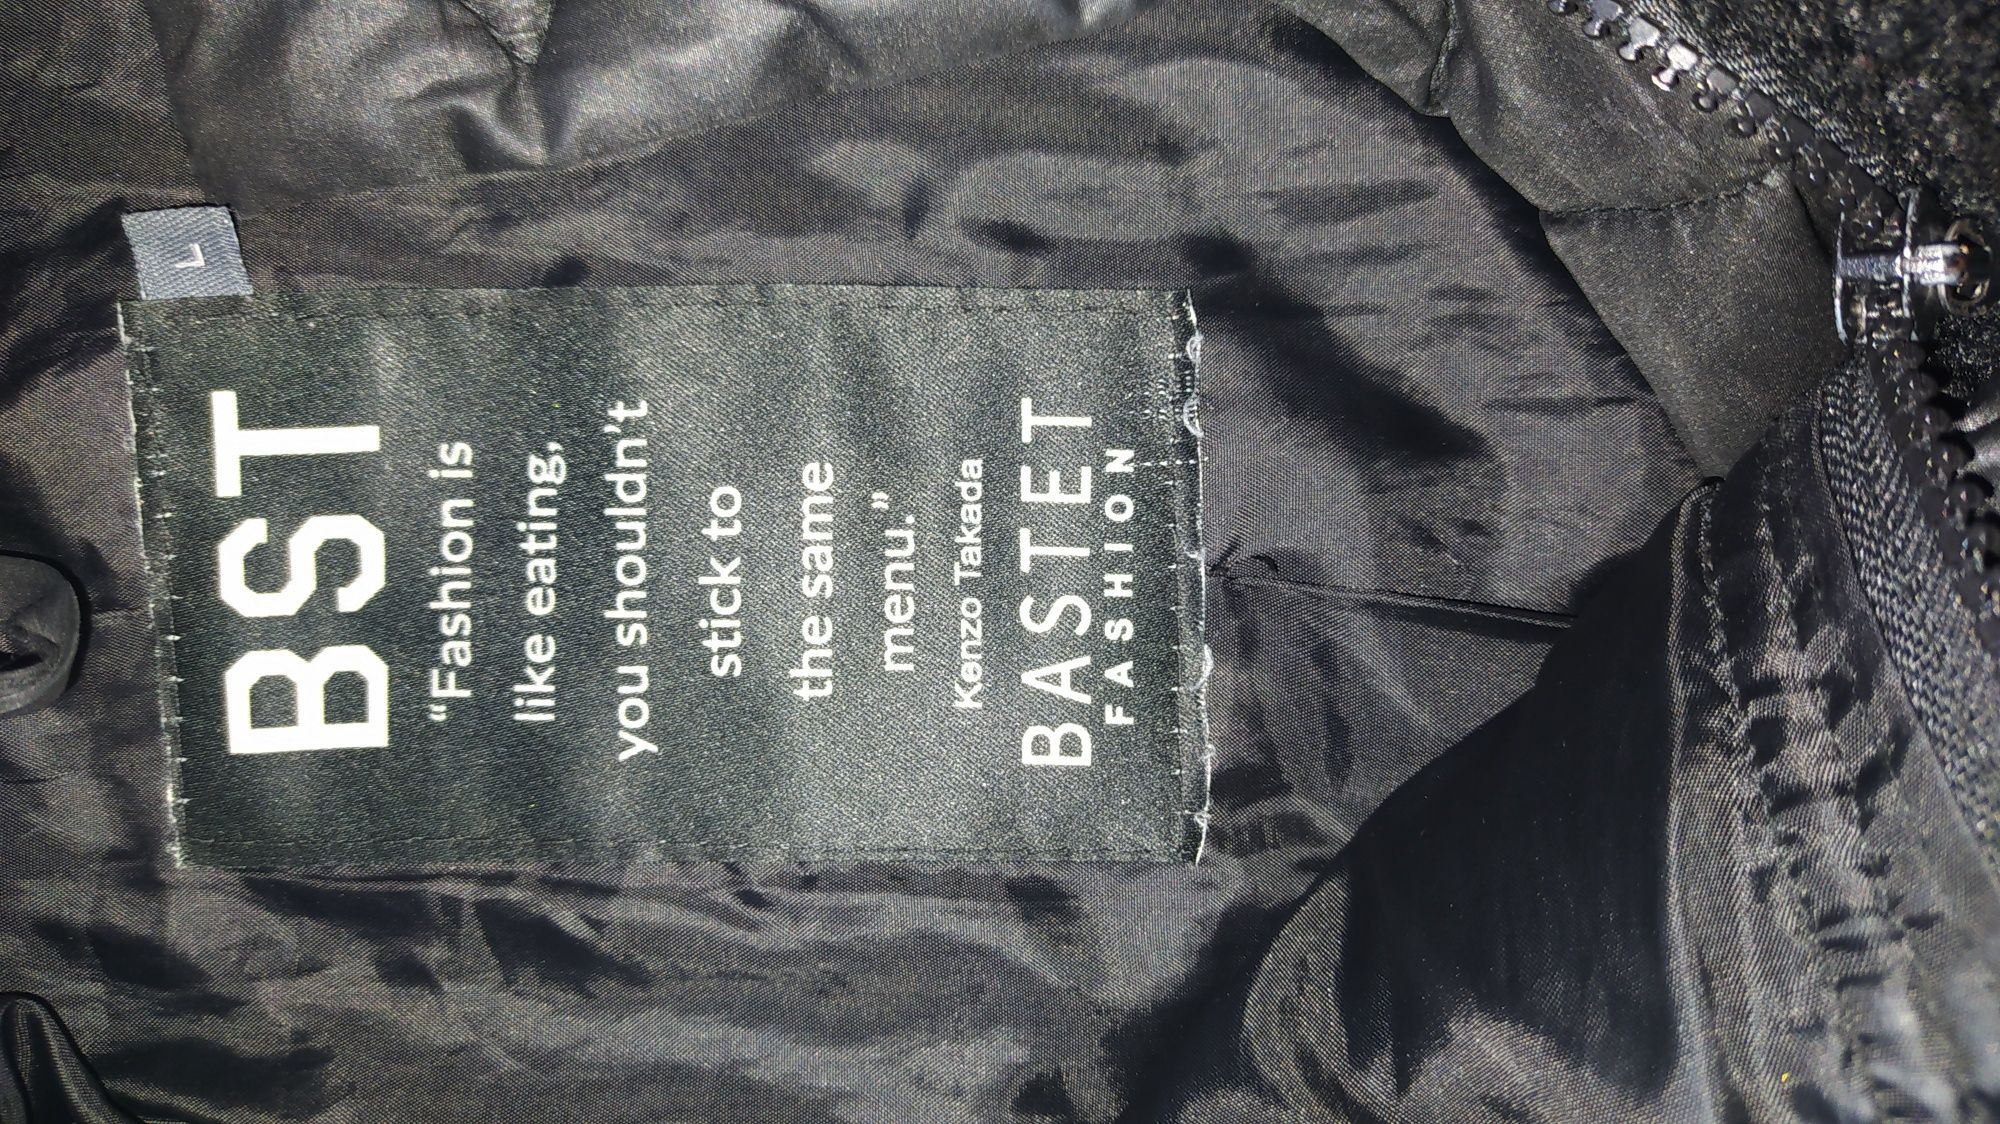 L
BST
“Fashion is
like eating,
you shouldn't
stick to
the same
menu.”
Kenzo Takada
BASTET
FASHION